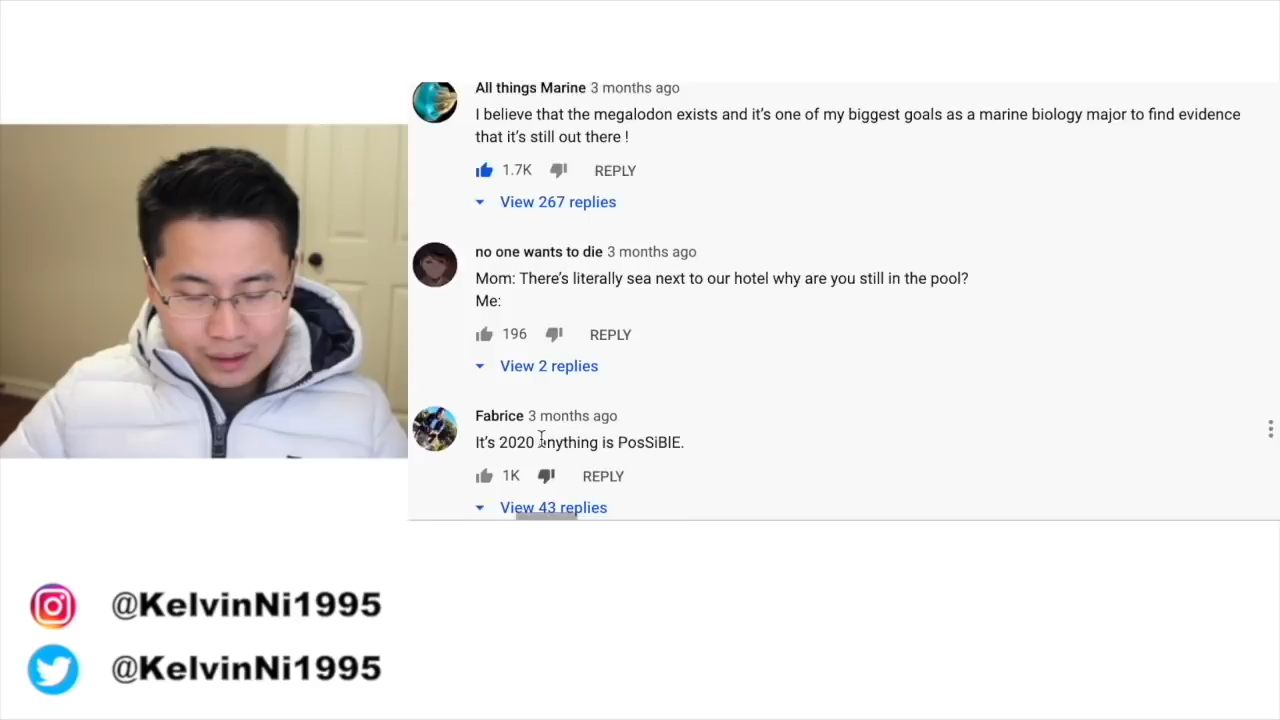 All things Marine 3 months ago
I believe that the megalodon exists and it's one of my biggest goals as a marine biology major to find evidence
that it's still out there !
1.7K REPLY
View 267 replies
no one wants to die 3 months ago
Mom: There's literally sea next to our hotel why are you still in the pool?
Me:
196 REPLY
View 2 replies
Fabrice 3 months ago
It's 2020 anything is PosSiBlE.
1K REPLY
View 43 replies
@KelvinNi1995
@KelvinNi1995